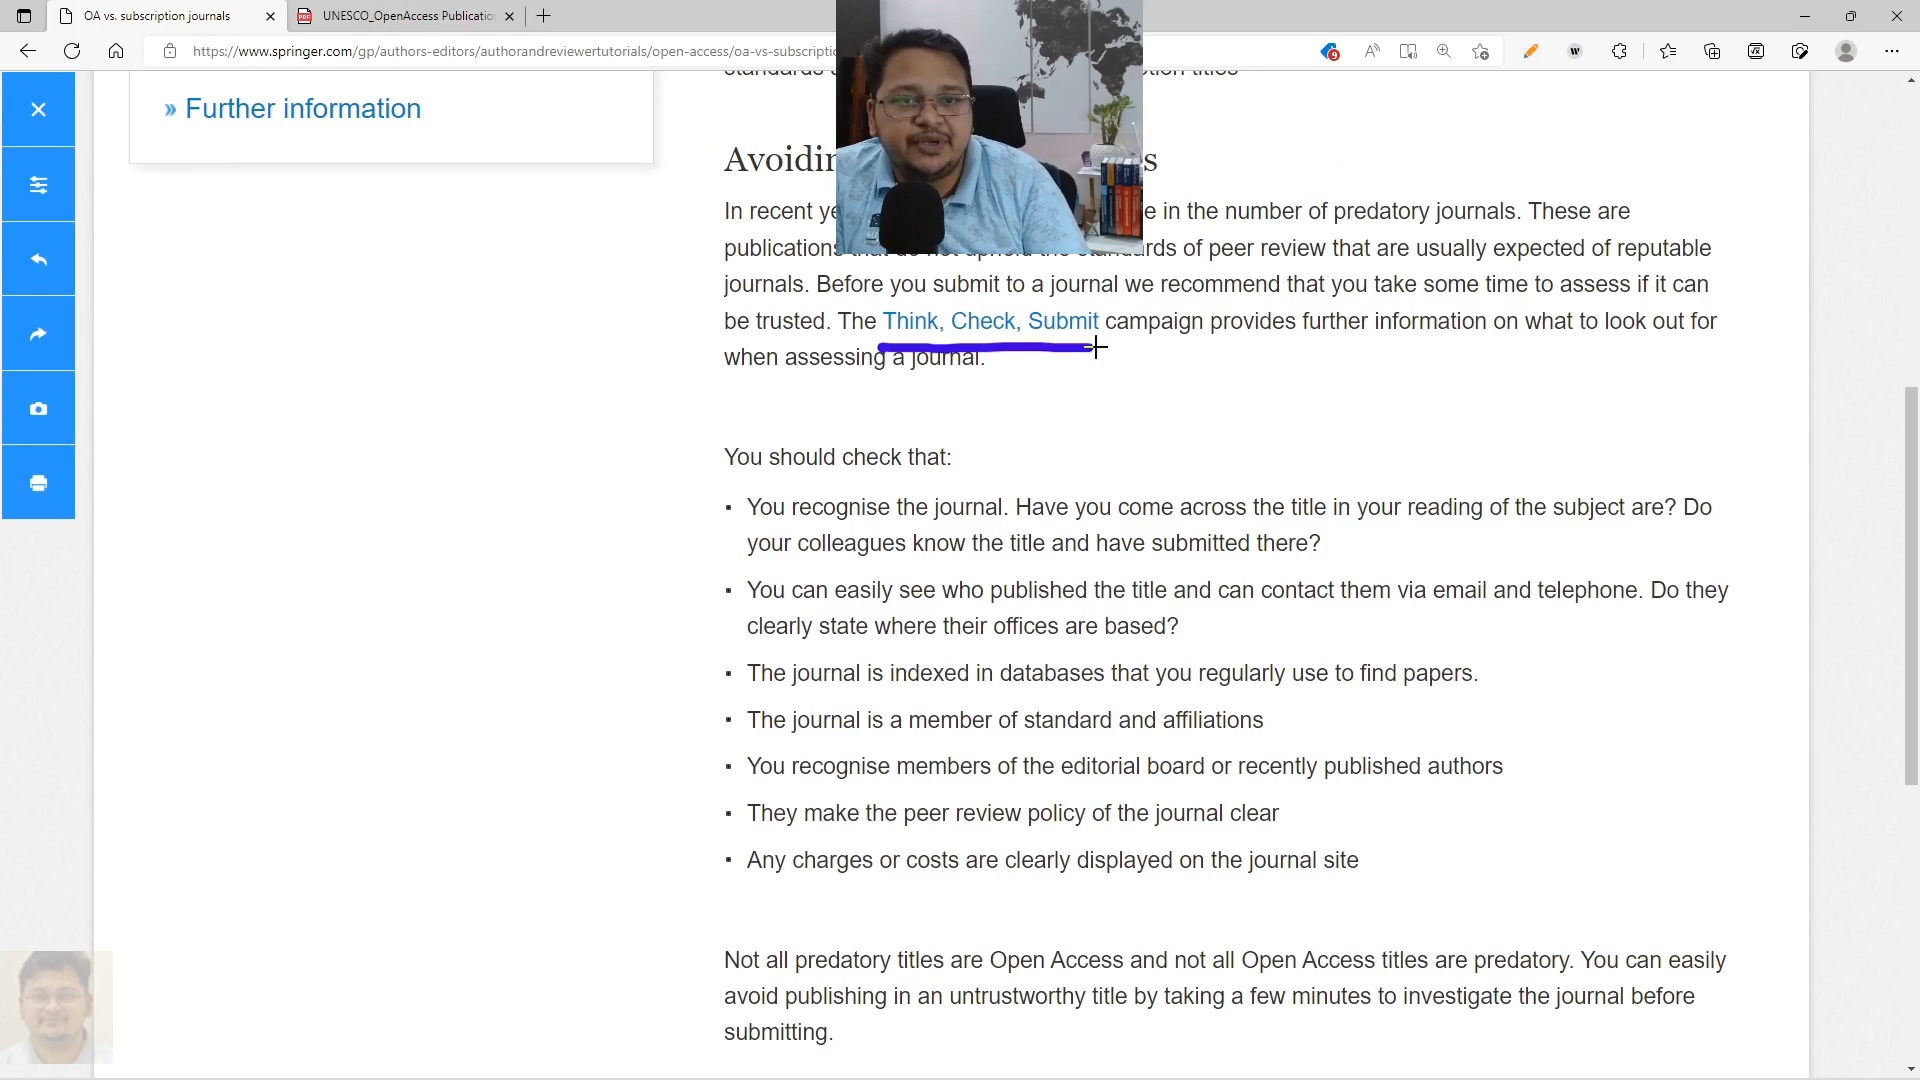 OA vs. subscription journals
UNESCO_OpenAccess Publicatio
https://www.springer.com/gp/authors-editors/authorandreviewertutorials/open-access/oa-vs-subscriptio
9
W
» Further information
In recent
in the number of predatory journals. These are
publications that do not uphold the standards of peer review that are usually expected of reputable
journals. Before you submit to a journal we recommend that you take some time to assess if it can
be trusted. The Think, Check, Submit campaign provides further information on what to look out for
when assessing a journal.
You should check that:
▪ You recognise the journal. Have you come across the title in your reading of the subject are? Do
your colleagues know the title and have submitted there?
▪ You can easily see who published the title and can contact them via email and telephone. Do they
clearly state where their offices are based?
▪ The journal is indexed in databases that you regularly use to find papers.
▪ The journal is a member of standard and affiliations
▪ You recognise members of the editorial board or recently published authors
▪ They make the peer review policy of the journal clear
▪ Any charges or costs are clearly displayed on the journal site
Not all predatory titles are Open Access and not all Open Access titles are predatory. You can easily
avoid publishing in an untrustworthy title by taking a few minutes to investigate the journal before
submitting.